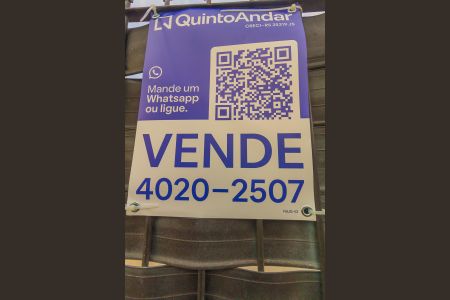 QuintoAndar
Mande um
Whatsapp
ou ligue.
VENDE
4020-2507